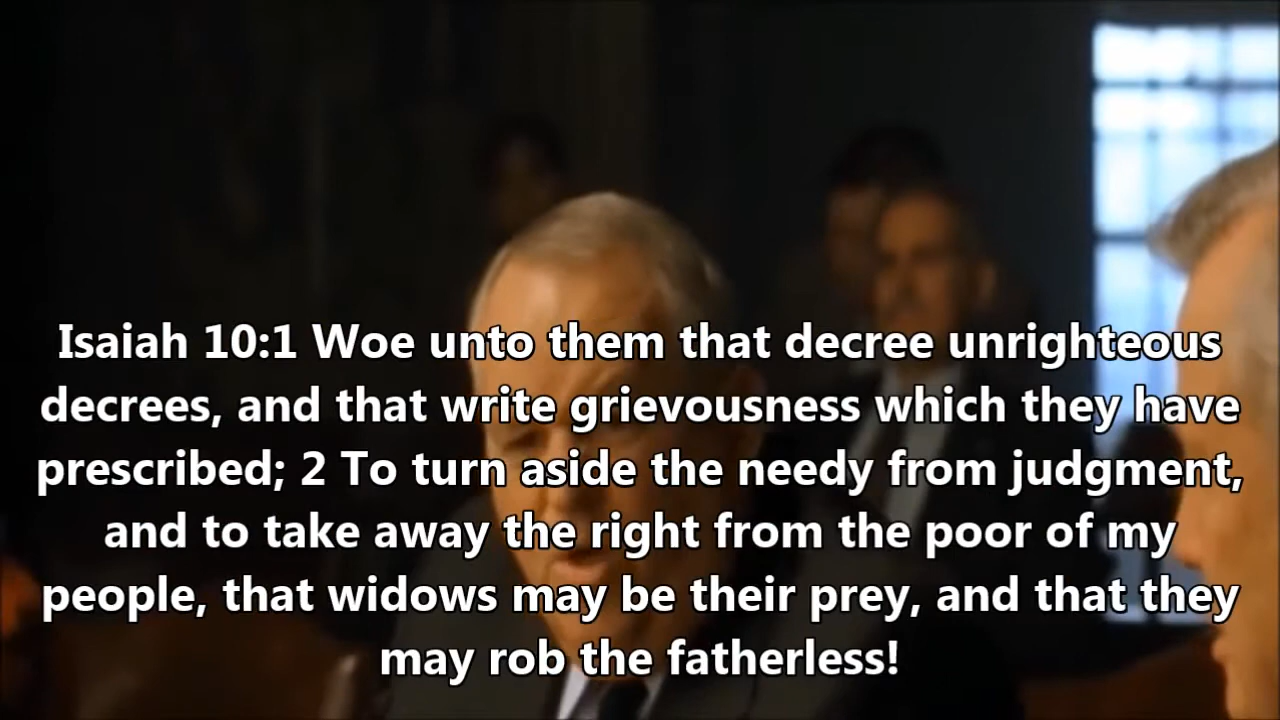 Isaiah 10:1 Woe unto them that decree unrighteous
decrees, and that write grievousness which they have
prescribed; 2 To turn aside the needy from judgment,
and to take away the right from the poor of my
people, that widows may be their prey, and that they
may rob the fatherless!